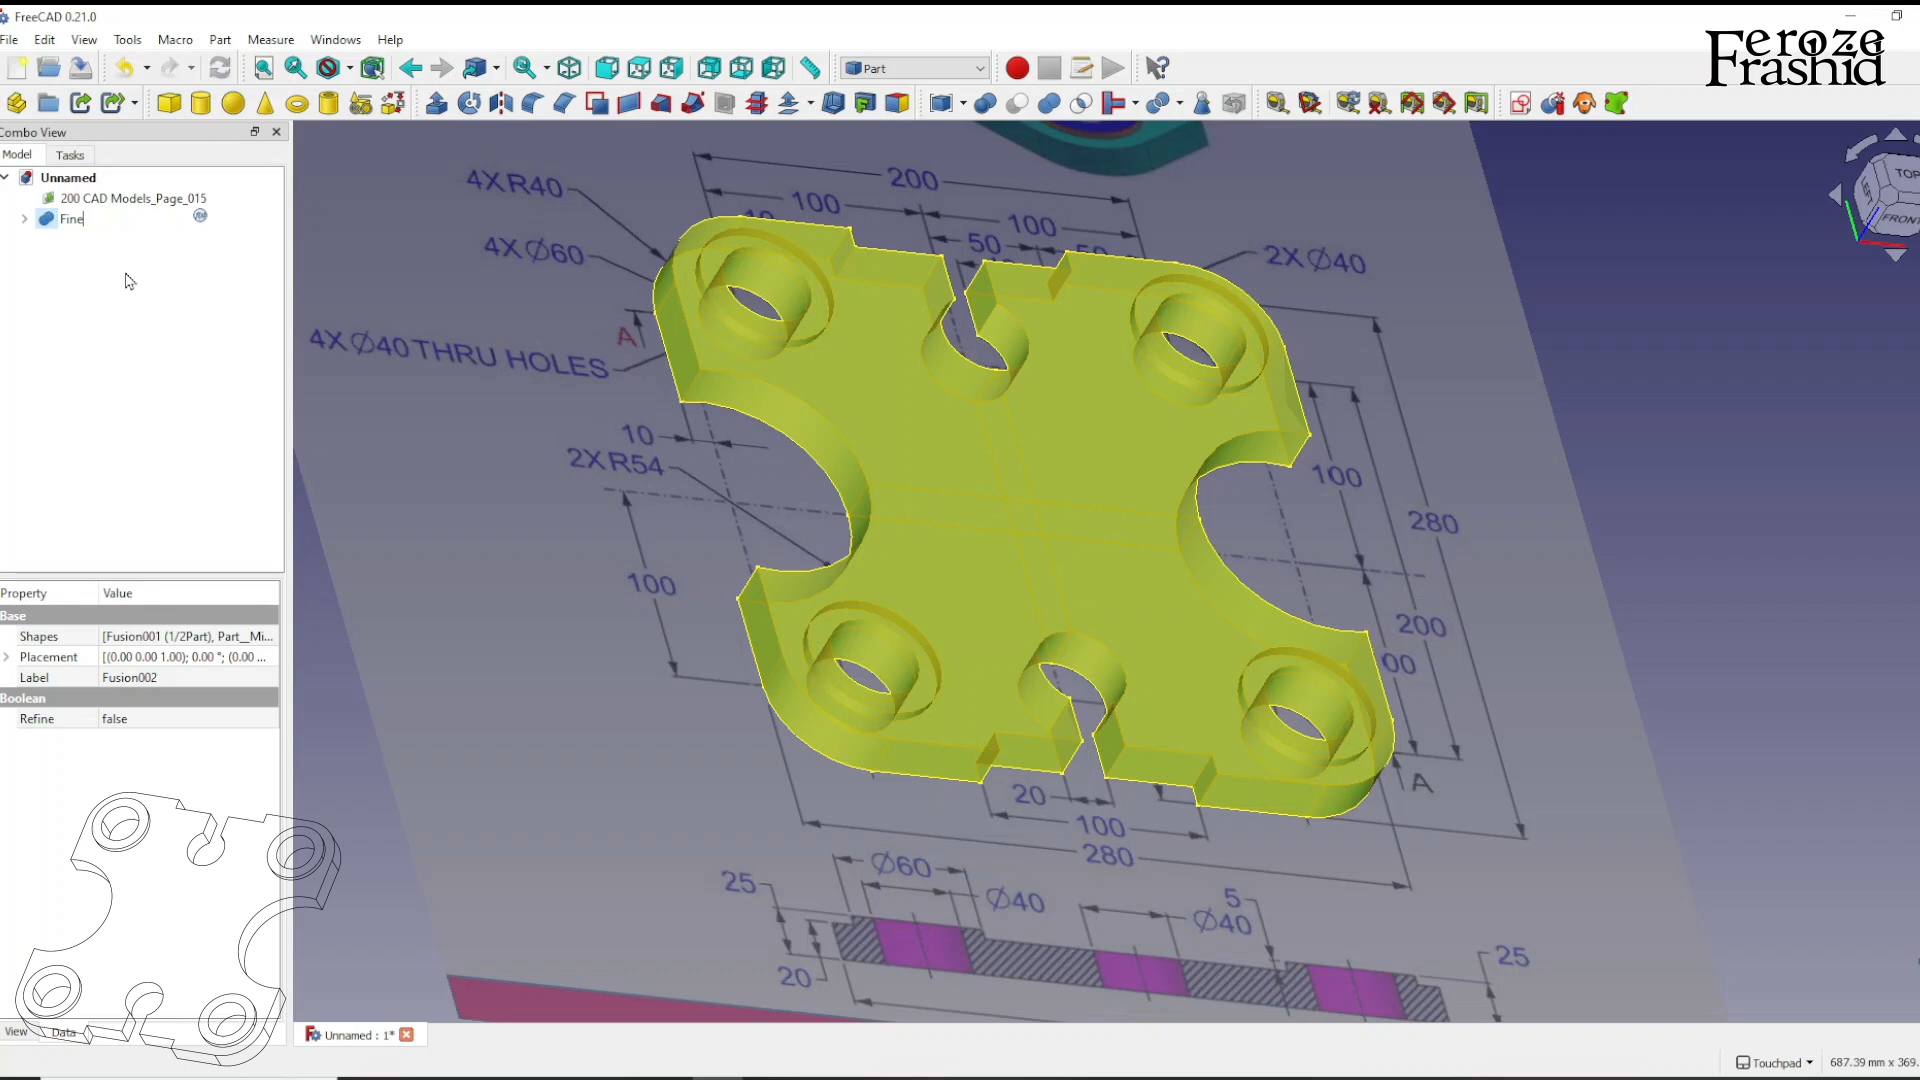 FreeCAD 0.21.0
File Edit View Tools Macro Part Measure Windows Help
Feroze
Frashid
Part
Combo View
Model Tasks
Unnamed
200 CAD Models_Page_015
Fine
TOP
LEFT
FRONT
200
4XR40
100
100
50
4XØ60
2XØ40
A
4XØ40 THRU HOLES
10
2XR54
100
280
100
200
A
20
100
280
Ø60
25
Ø40
5
Ø40
25
20
Property Value
Base
Shapes [Fusion001 (1/2Part), Part__Mi...
Placement [(0.00 0.00 1.00); 0.00 °; (0.00 ...
Label Fusion002
Boolean
Refine false
View Data
Unnamed : 1*
Touchpad
687.39 mm x 369.